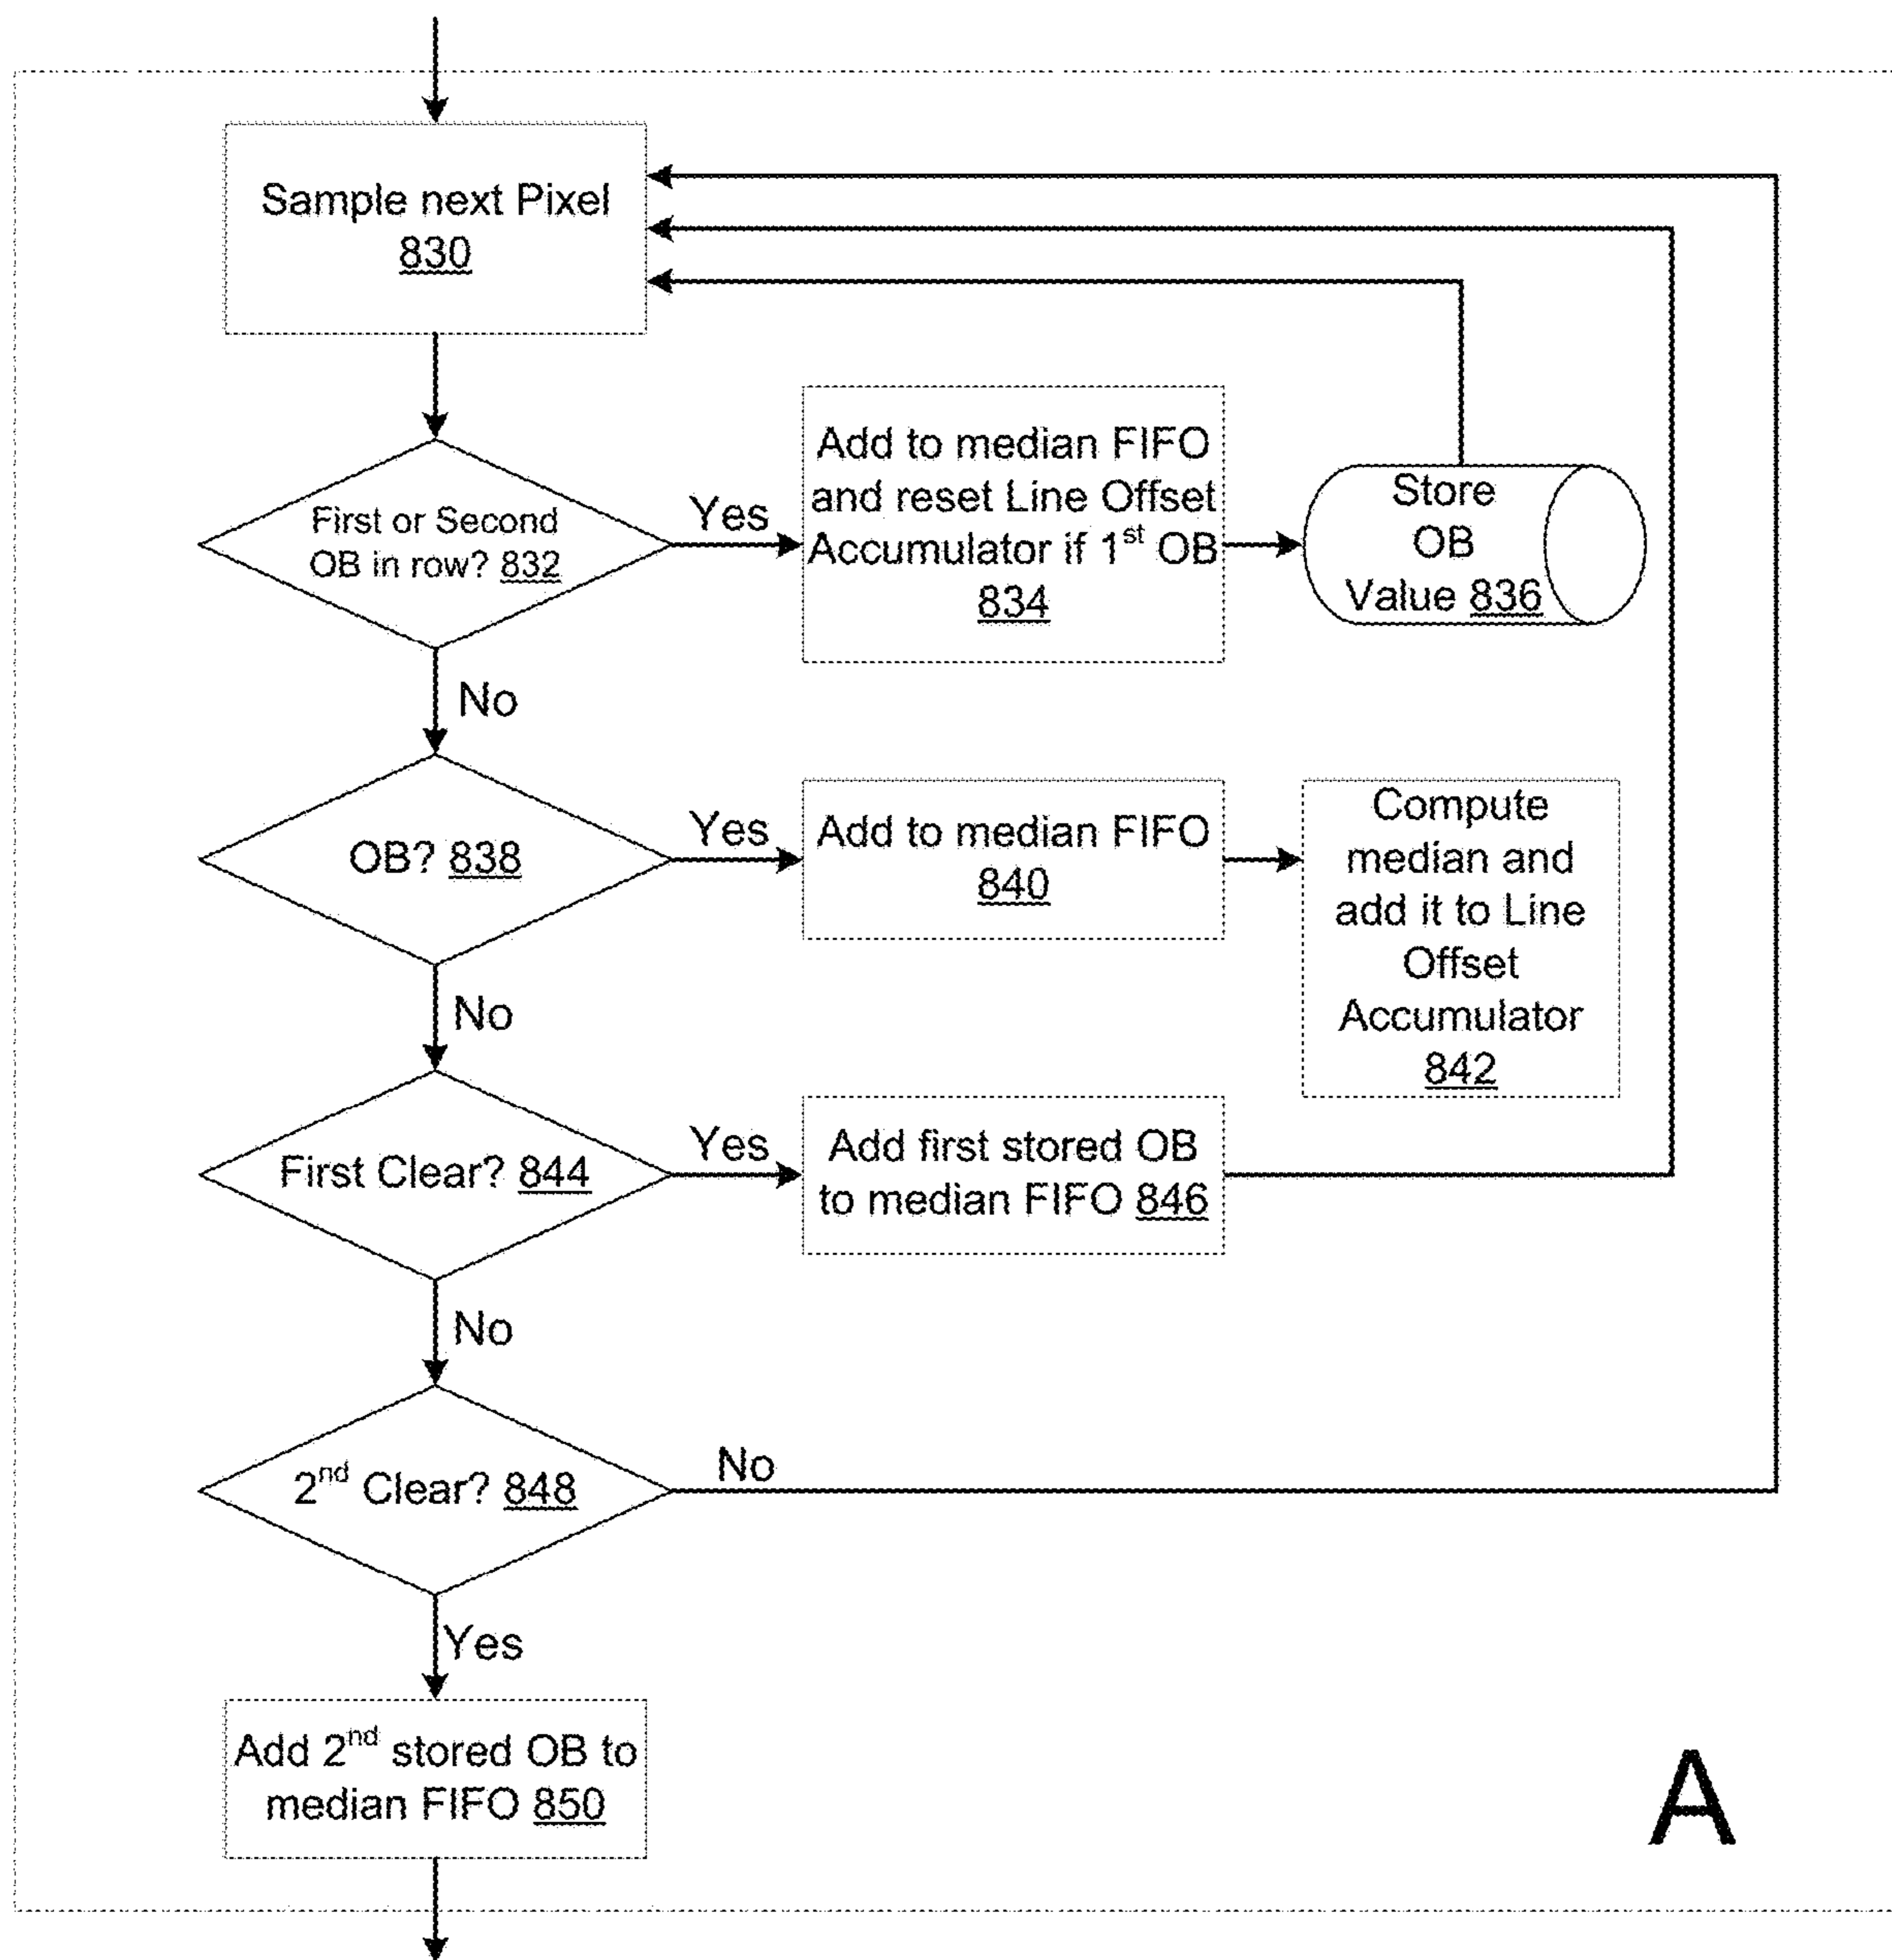 Sample next Pixel
830
First or Second
OB in row? 832
Yes
Add to median FIFO
and reset Line Offset
Accumulator if 1st OB
834
Store
OB
Value 836
No
OB? 838
Yes
Add to median FIFO
840
Compute
median and
add it to Line
Offset
Accumulator
842
No
First Clear? 844
Yes
Add first stored OB
to median FIFO 846
No
2nd Clear? 848
No
Yes
Add 2nd stored OB to
median FIFO 850
A